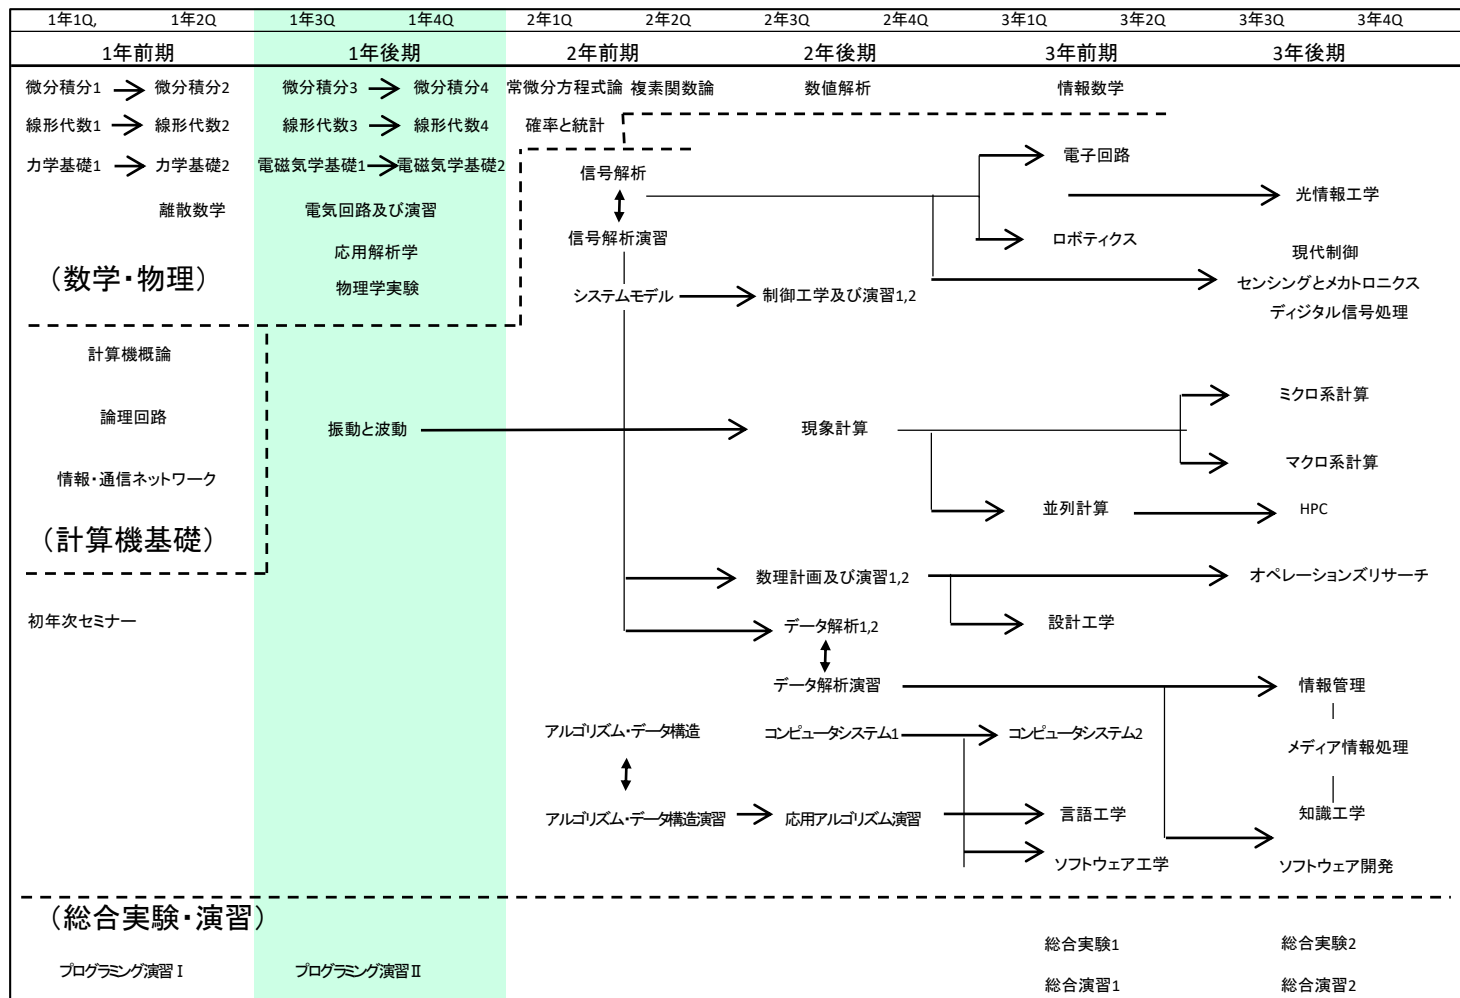 1年1Q, 1年2Q 1年3Q 1年4Q 2年1Q 2年2Q 2年3Q 2年4Q 3年1Q 3年2Q 3年3Q 3年4Q
1年前期 1年後期 2年前期 2年後期 3年前期 3年後期
微分積分1 微分積分2 微分積分3 微分積分4 常微分方程式論 複素関数論 数値解析 情報数学
線形代数1 線形代数2 線形代数3 線形代数4 確率と統計
力学基礎1 力学基礎2 電磁気学基礎1 電磁気学基礎2 信号解析 電子回路
光情報工学
離散数学 電気回路及び演習
信号解析演習 ロボティクス
応用解析学 現代制御
(数学・物理) センシングとメカトロニクス
物理学実験 システムモデル 制御工学及び演習1,2
ディジタル信号処理
計算機概論
ミクロ系計算
論理回路 振動と波動 現象計算
マクロ系計算
情報・通信ネットワーク
並列計算 HPC
(計算機基礎)
数理計画及び演習1,2 オペレーションズリサーチ
初年次セミナー データ解析1,2 設計工学
データ解析演習 情報管理
アルゴリズム・データ構造 コンピュータシステム1 コンピュータシステム2
メディア情報処理
アルゴリズム・データ構造演習 応用アルゴリズム演習 言語工学 知識工学
ソフトウェア工学 ソフトウェア開発
(総合実験・演習)
総合実験1 総合実験2
プログラミング演習Ⅰ プログラミング演習Ⅱ
総合演習1 総合演習2